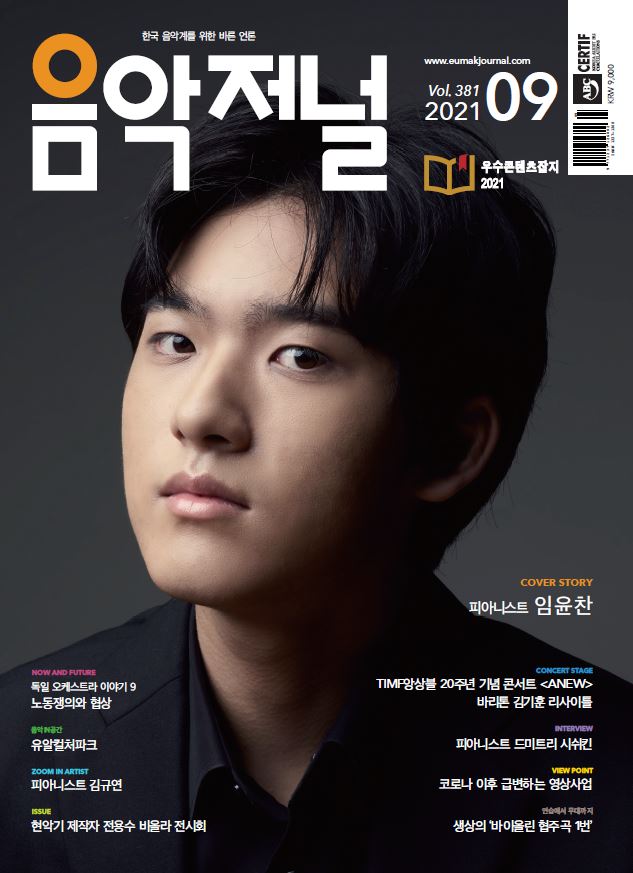 한국 음악계를 위한 바른 언론
음악저널
www.eumakjournal.com
Vol. 381
2021 09
우수콘텐츠잡지
2021
ABC
CERTIF
KRW 9,000
COVER STORY
피아니스트 임윤찬
NOW AND FUTURE
독일 오케스트라 이야기 9
노동쟁의와 협상
음악IN공간
유알컬처파크
ZOOM IN ARTIST
피아니스트 김규연
ISSUE
현악기 제작자 전용수 비올라 전시회
CONCERT STAGE
TIMF앙상블 20주년 기념 콘서트 <ANEW>
바리톤 김기훈 리사이틀
INTERVIEW
피아니스트 드미트리 시쉬킨
VIEW POINT
코로나 이후 급변하는 영상사업
연습에서 무대까지
생상의 '바이올린 협주곡 1번'